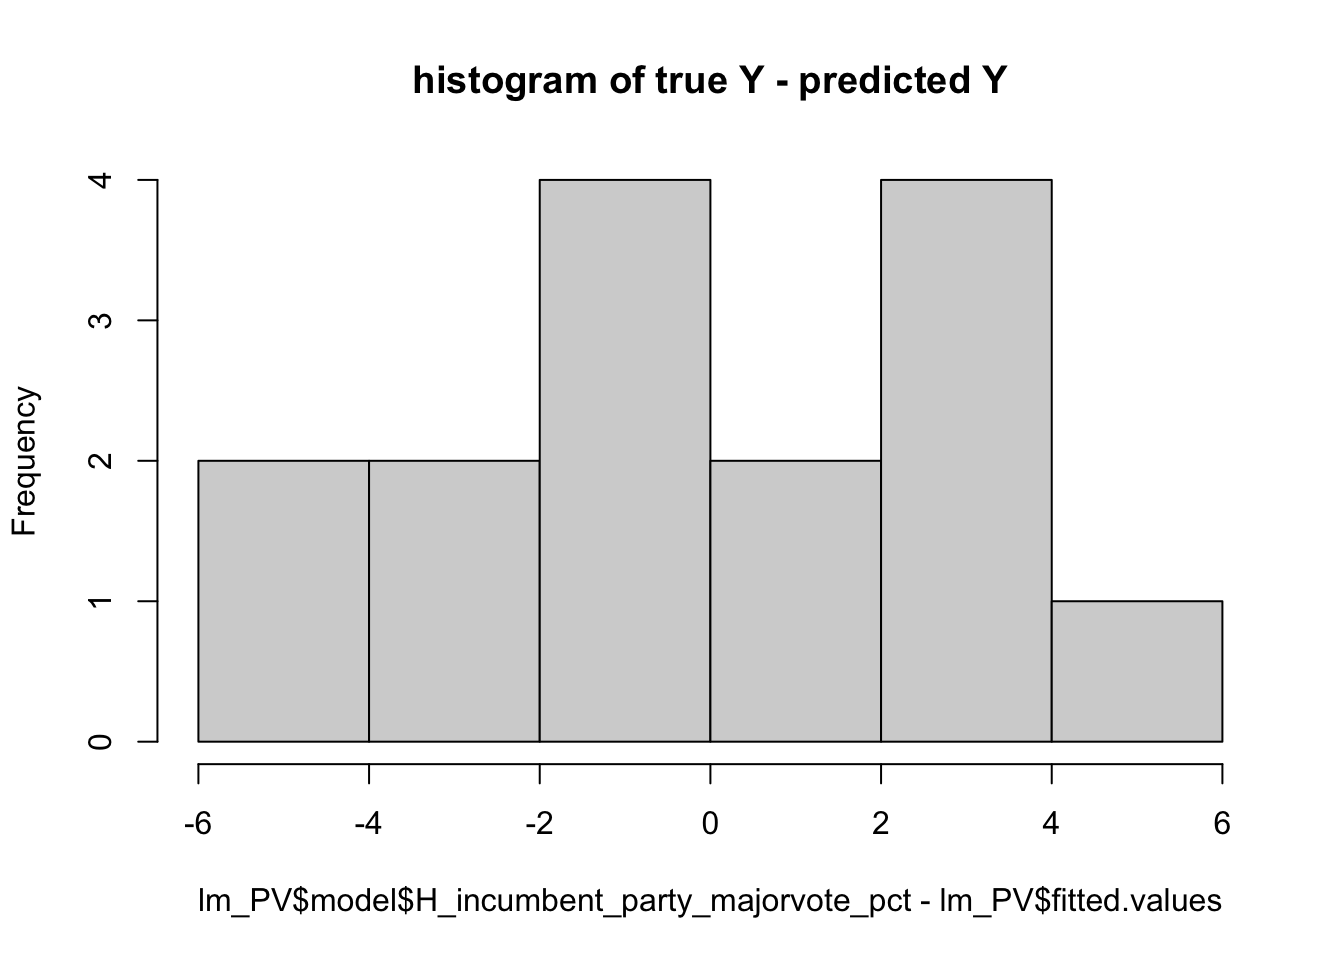 histogram of true Y - predicted Y
4
3
2
1
0
Frequency
-6 -4 -2 0 2 4 6
lm_PV$model$H_incumbent_party_majorvote_pct - lm_PV$fitted.values